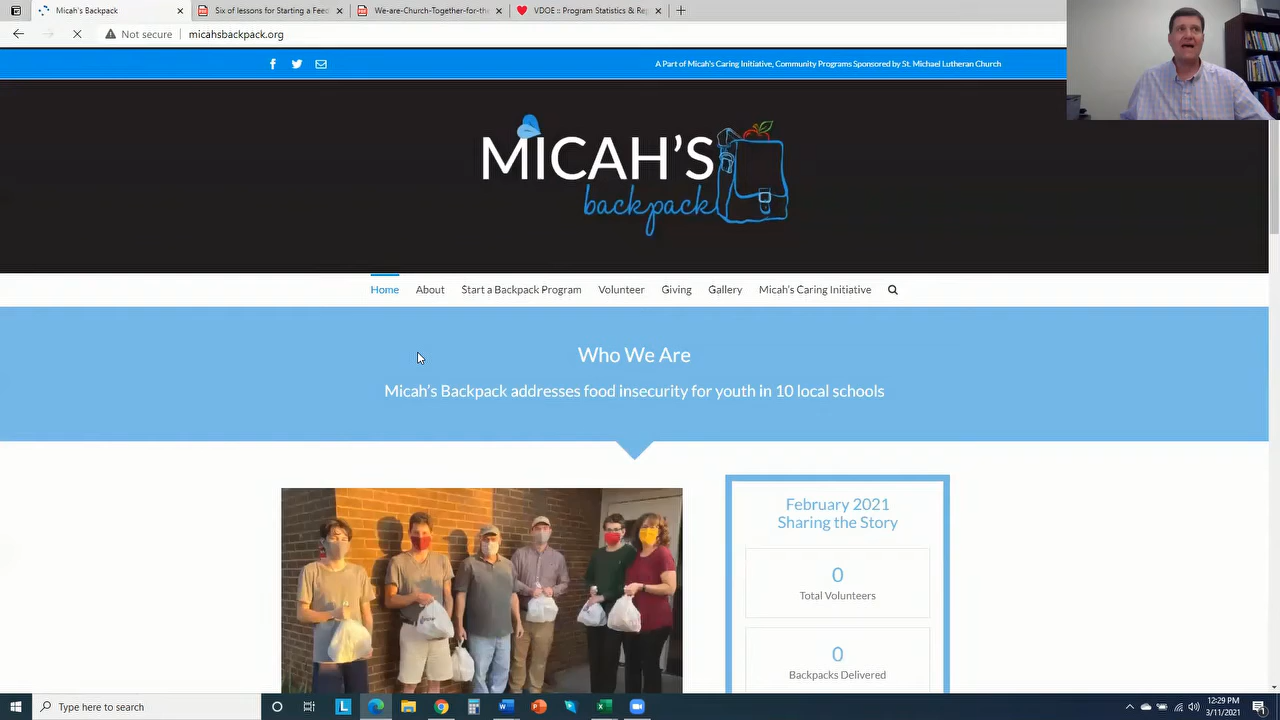 Micah's Backpack
Six of lessons for Starting a Feed
We-are-Church-Together-for-the-
VDOE :: Program Statistics & Rep
Not secure
micahsbackpack.org
A Part of Micah's Caring Initiative, Community Programs Sponsored by St. Michael Lutheran Church
MICAH'S
backpack
Home
About
Start a Backpack Program
Volunteer
Giving
Gallery
Micah's Caring Initiative
Who We Are
Micah's Backpack addresses food insecurity for youth in 10 local schools
February 2021
Sharing the Story
0
Total Volunteers
0
Backpacks Delivered
Type here to search
12:29 PM
3/11/2021